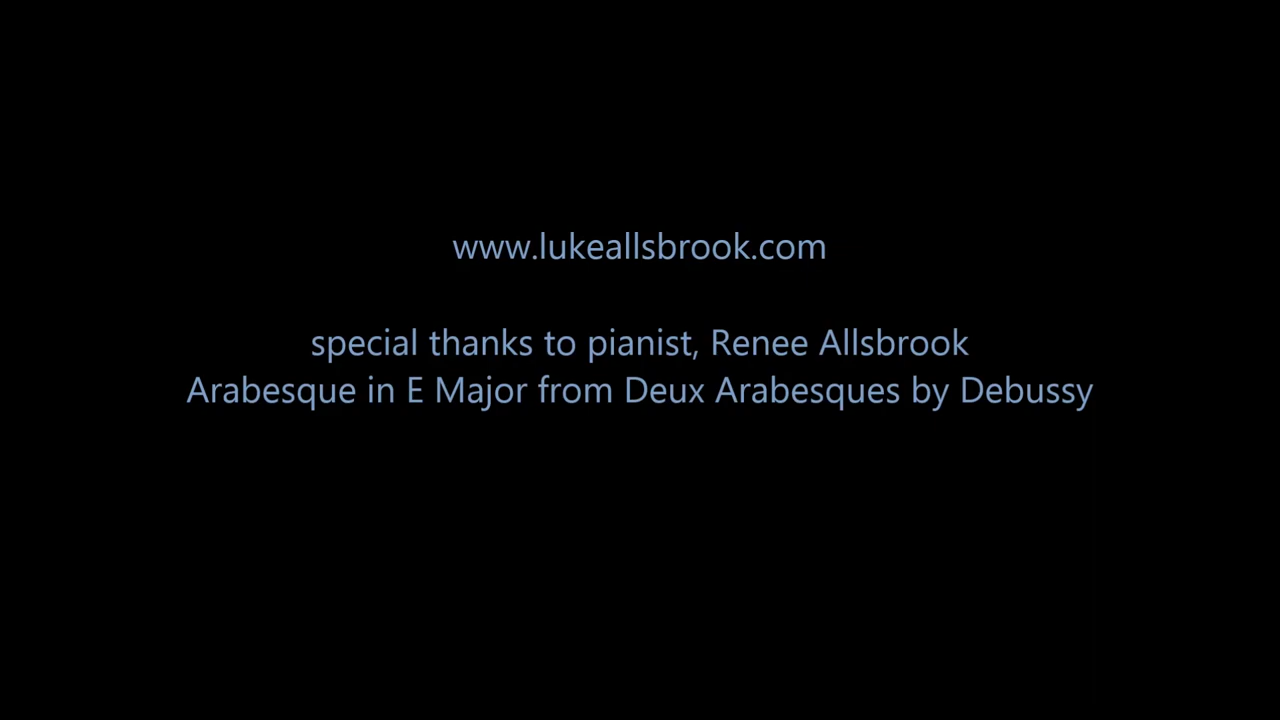 www.lukeallsbrook.com
special thanks to pianist, Renee Allsbrook
Arabesque in E Major from Deux Arabesques by Debussy